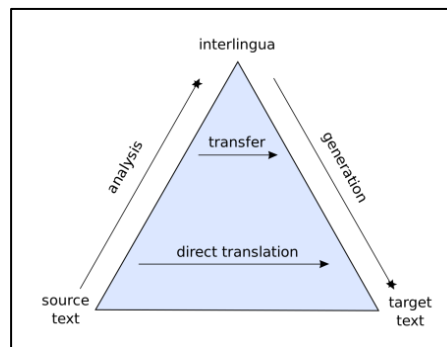 interlingua
analysis
transfer
generation
direct translation
source
text
target
text